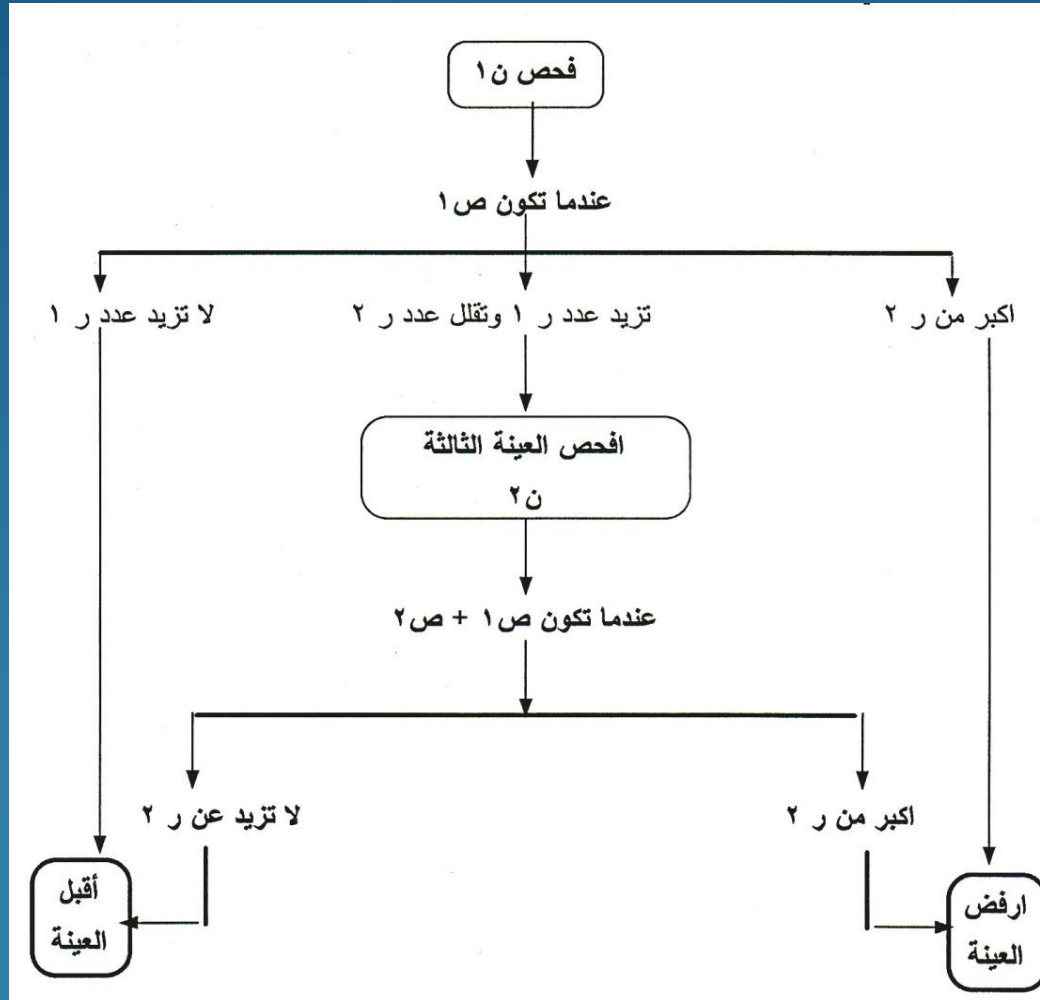 فحص ن١
عندما تكون ص١
اكبر من ر ٢
تزيد عدد ر ١ وتقلل عدد ر ٢
لا تزيد عدد ر ١
افحص العينة الثالثة
ن٢
عندما تكون ص١ + ص٢
اكبر من ر ٢
لا تزيد عن ر ٢
ارفض
العينة
أقبل
العينة